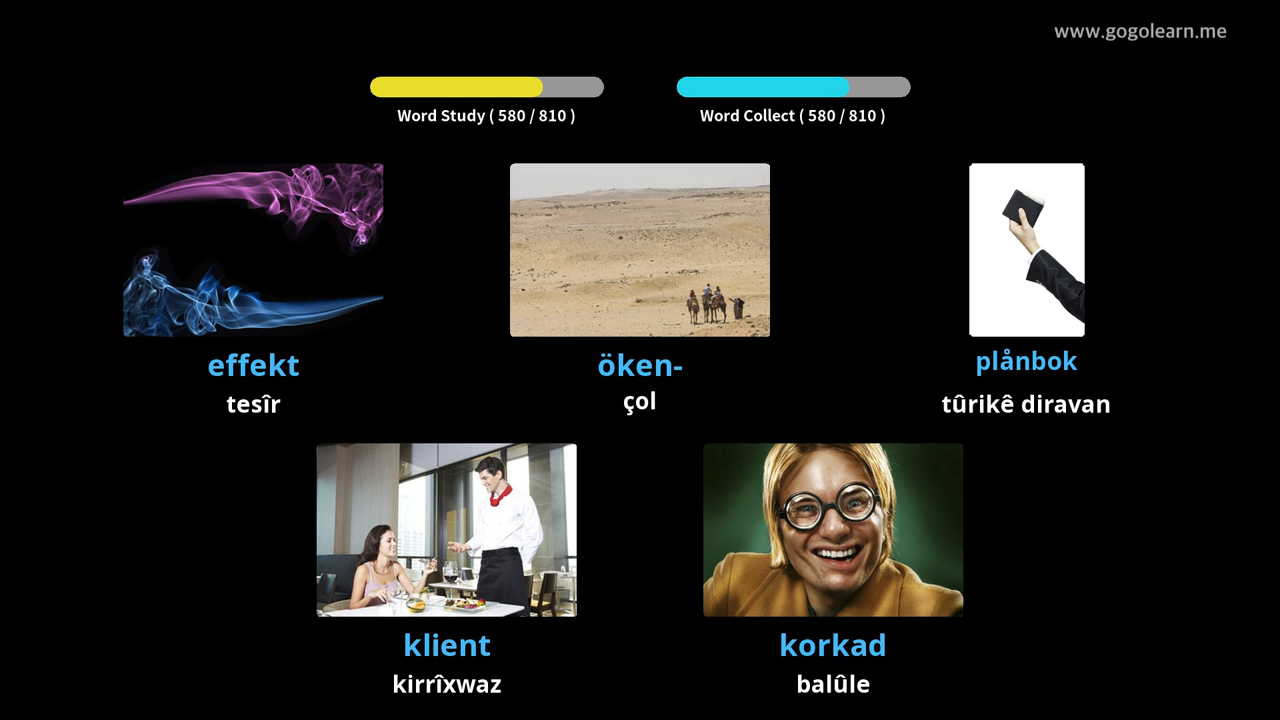 www.gogolearn.me
Word Study ( 580 / 810 )
Word Collect ( 580 / 810 )
effekt
tesîr
öken-
çol
plånbok
tûrikê diravan
klient
kirrîxwaz
korkad
balûle